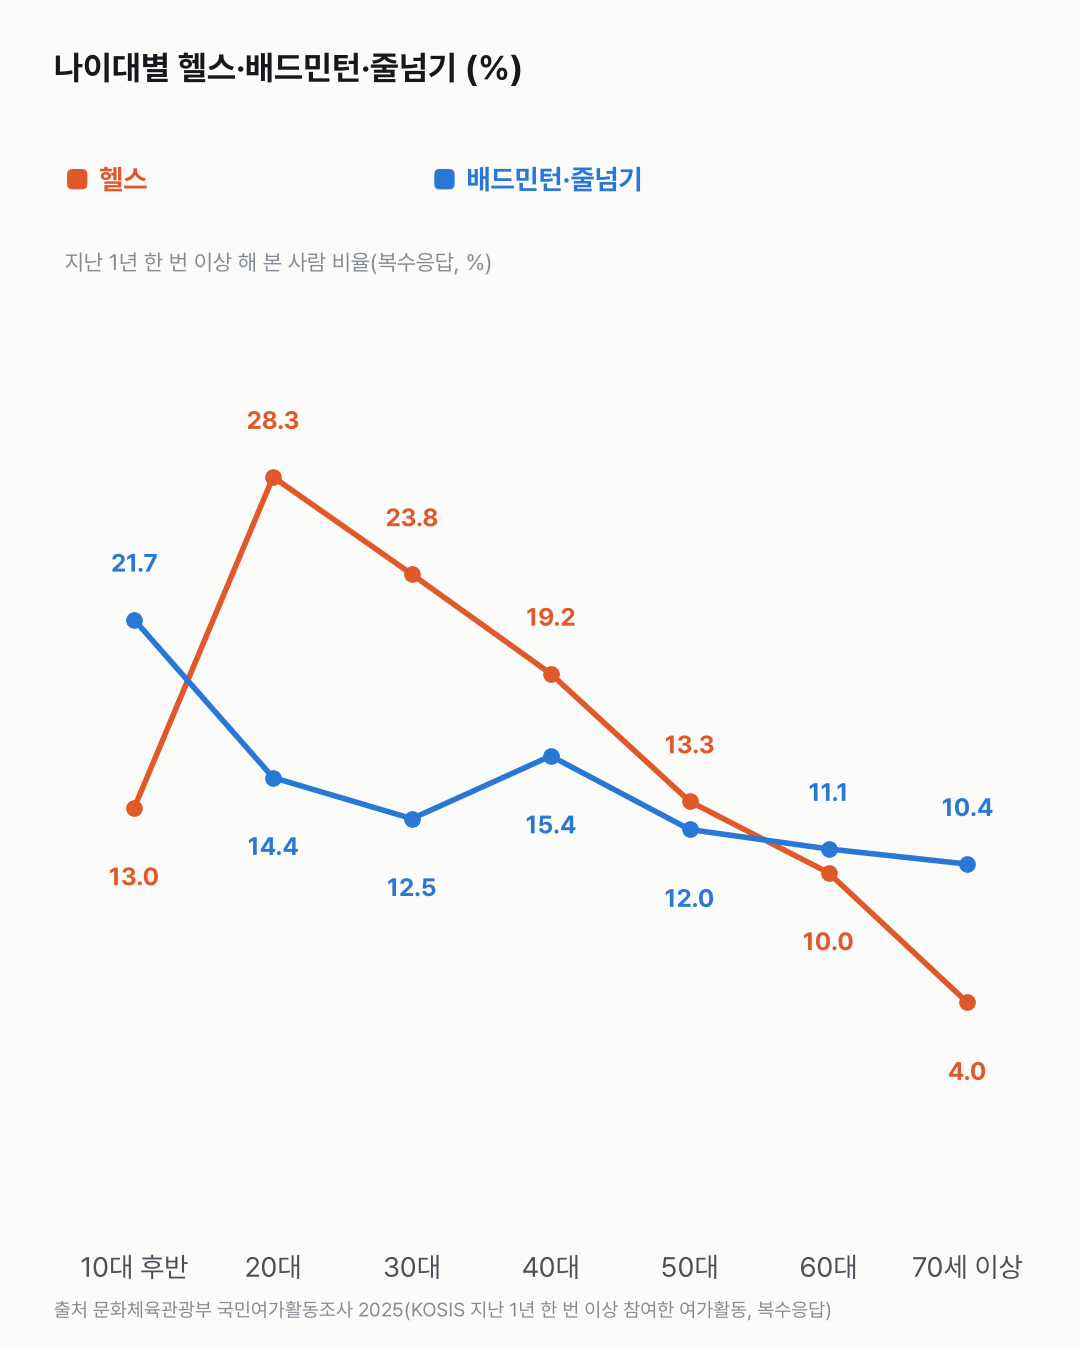 나이대별 헬스·배드민턴·줄넘기 (%)
헬스
배드민턴·줄넘기
지난 1년 한 번 이상 해 본 사람 비율(복수응답, %)
28.3
23.8
21.7
19.2
13.3
11.1
10.4
15.4
14.4
13.0
12.5
12.0
10.0
4.0
10대 후반 20대 30대 40대 50대 60대 70세 이상
출처 문화체육관광부 국민여가활동조사 2025(KOSIS 지난 1년 한 번 이상 참여한 여가활동, 복수응답)